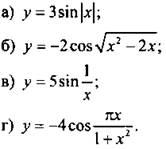 а) y = 3sin|x|;
б) y = -2cos√(x² - 2x);
в) y = 5sin 1/x;
г) y = -4cos πx/(1 + x²).